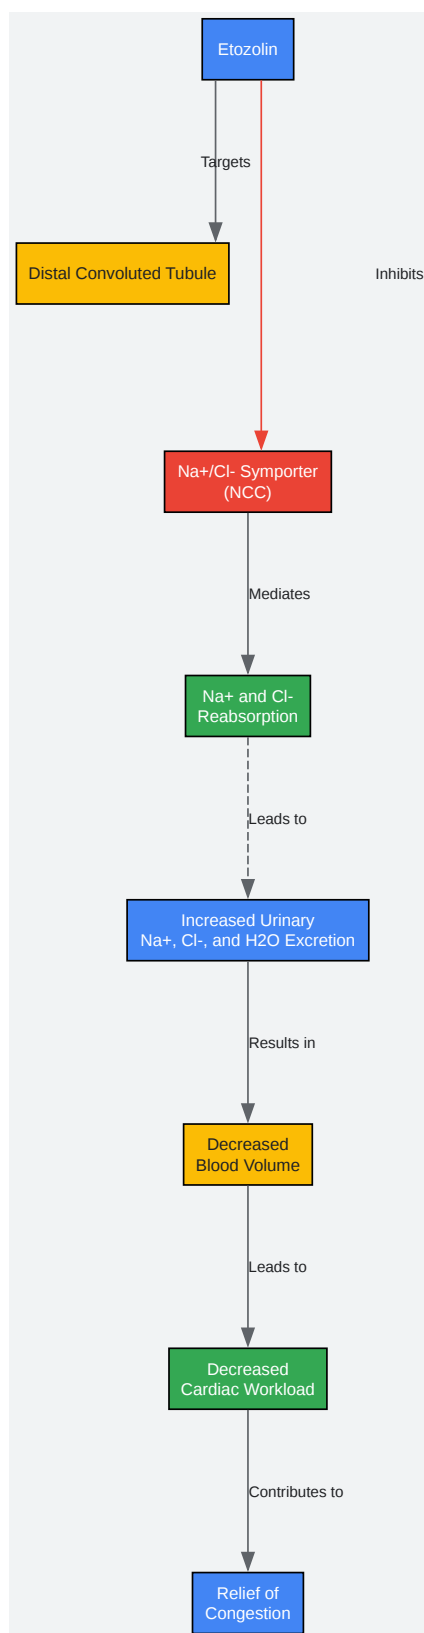 Etozolin
Targets
Distal Convoluted Tubule
Inhibits
Na+/Cl- Symporter
(NCC)
Mediates
Na+ and Cl-
Reabsorption
Leads to
Increased Urinary
Na+, Cl-, and H2O Excretion
Results in
Decreased
Blood Volume
Leads to
Decreased
Cardiac Workload
Contributes to
Relief of
Congestion